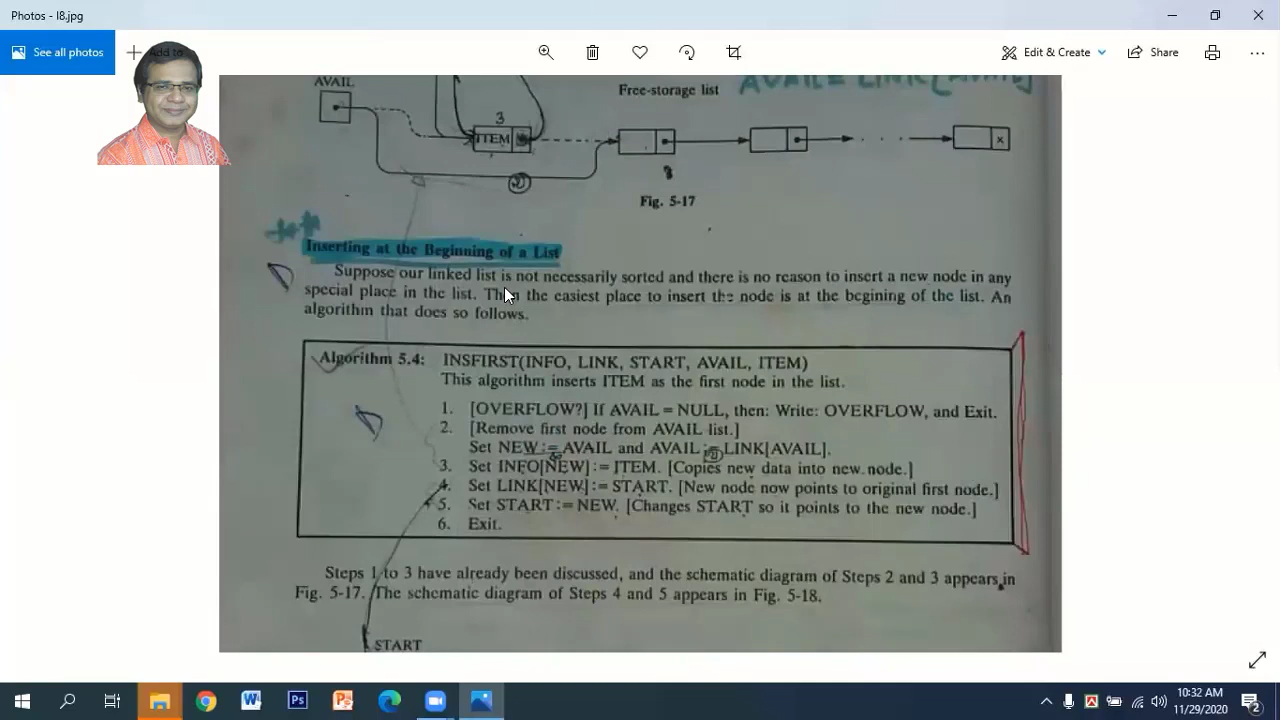 Photos - I8.jpg
See all photos
Add to
Edit & Create
Share
AVAIL
Free-storage list
AVAIL = LINK[AVAIL]
3
ITEM
x
2
Fig. 5-17
Inserting at the Beginning of a List
Suppose our linked list is not necessarily sorted and there is no reason to insert a new node in any
special place in the list. Then the easiest place to insert the node is at the begining of the list. An
algorithm that does so follows.
Algorithm 5.4: INSFIRST(INFO, LINK, START, AVAIL, ITEM)
This algorithm inserts ITEM as the first node in the list.
1. [OVERFLOW?] If AVAIL = NULL, then: Write: OVERFLOW, and Exit.
2. [Remove first node from AVAIL list.]
Set NEW := AVAIL and AVAIL := LINK[AVAIL].
3. Set INFO[NEW] := ITEM. [Copies new data into new node.]
4. Set LINK[NEW] := START. [New node now points to original first node.]
5. Set START := NEW. [Changes START so it points to the new node.]
6. Exit.
Steps 1 to 3 have already been discussed, and the schematic diagram of Steps 2 and 3 appears in
Fig. 5-17. The schematic diagram of Steps 4 and 5 appears in Fig. 5-18.
START
10:32 AM
11/29/2020
2